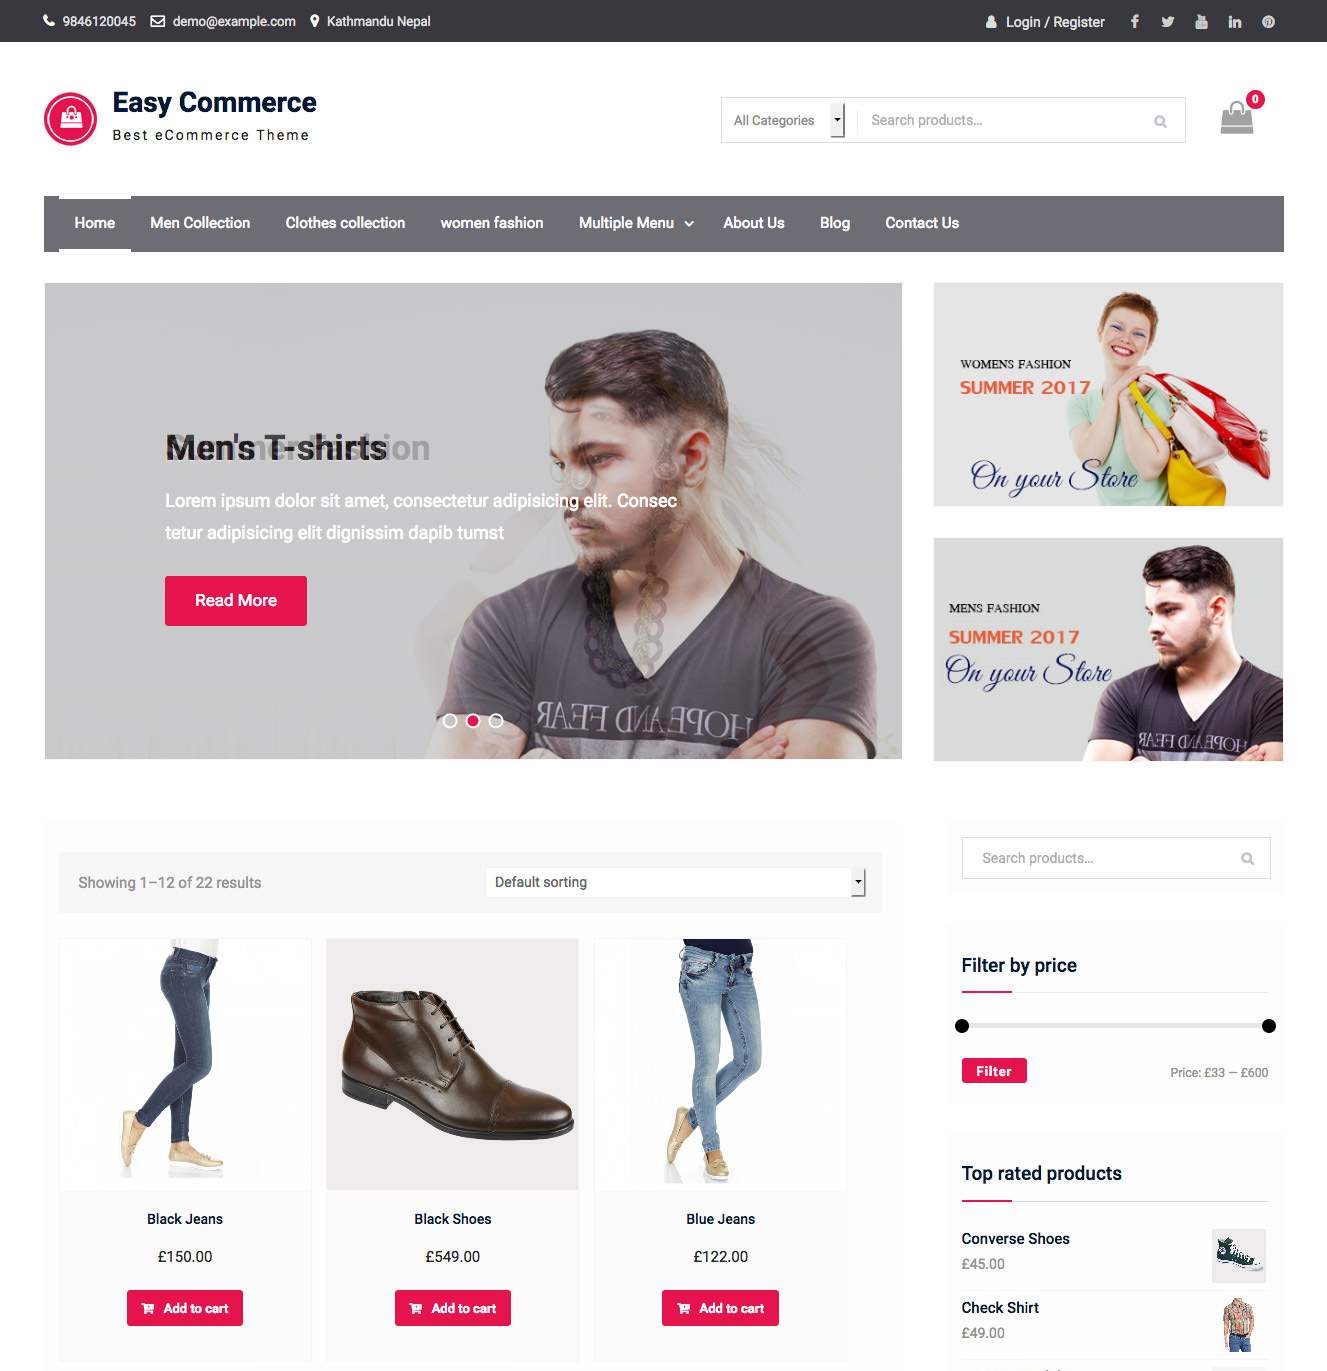 9846120045 demo@example.com Kathmandu Nepal
Login / Register
Easy Commerce
Best eCommerce Theme
All Categories
Search products...
0
Home Men Collection Clothes collection women fashion Multiple Menu About Us Blog Contact Us
Men's T-shirts
Lorem ipsum dolor sit amet, consectetur adipisicing elit. Consec
tetur adipisicing elit dignissim dapib tumst
Read More
HOPE AND FEAR
WOMENS FASHION
SUMMER 2017
On your Store
MENS FASHION
SUMMER 2017
On your Store
HOPE AND FEAR
Showing 1–12 of 22 results
Default sorting
Black Jeans
£150.00
Add to cart
Black Shoes
£549.00
Add to cart
Blue Jeans
£122.00
Add to cart
Search products...
Filter by price
Filter
Price: £33 — £600
Top rated products
Converse Shoes
£45.00
Check Shirt
£49.00